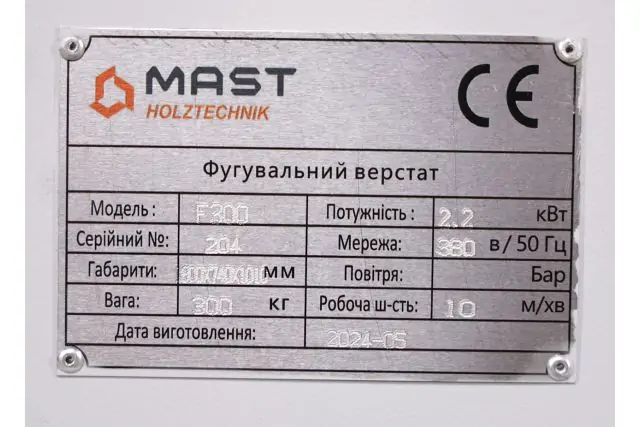 MAST
HOLZTECHNIK
CE
Фугувальний верстат
Модель : F300 Потужність : 2.2 кВт
Серійний №: 204 Мережа: 380 в/ 50 Гц
Габарити: мм Повітря: Бар
Вага: 300 кг Робоча ш-сть: 10 м/хв
Дата виготовлення: 2024-05